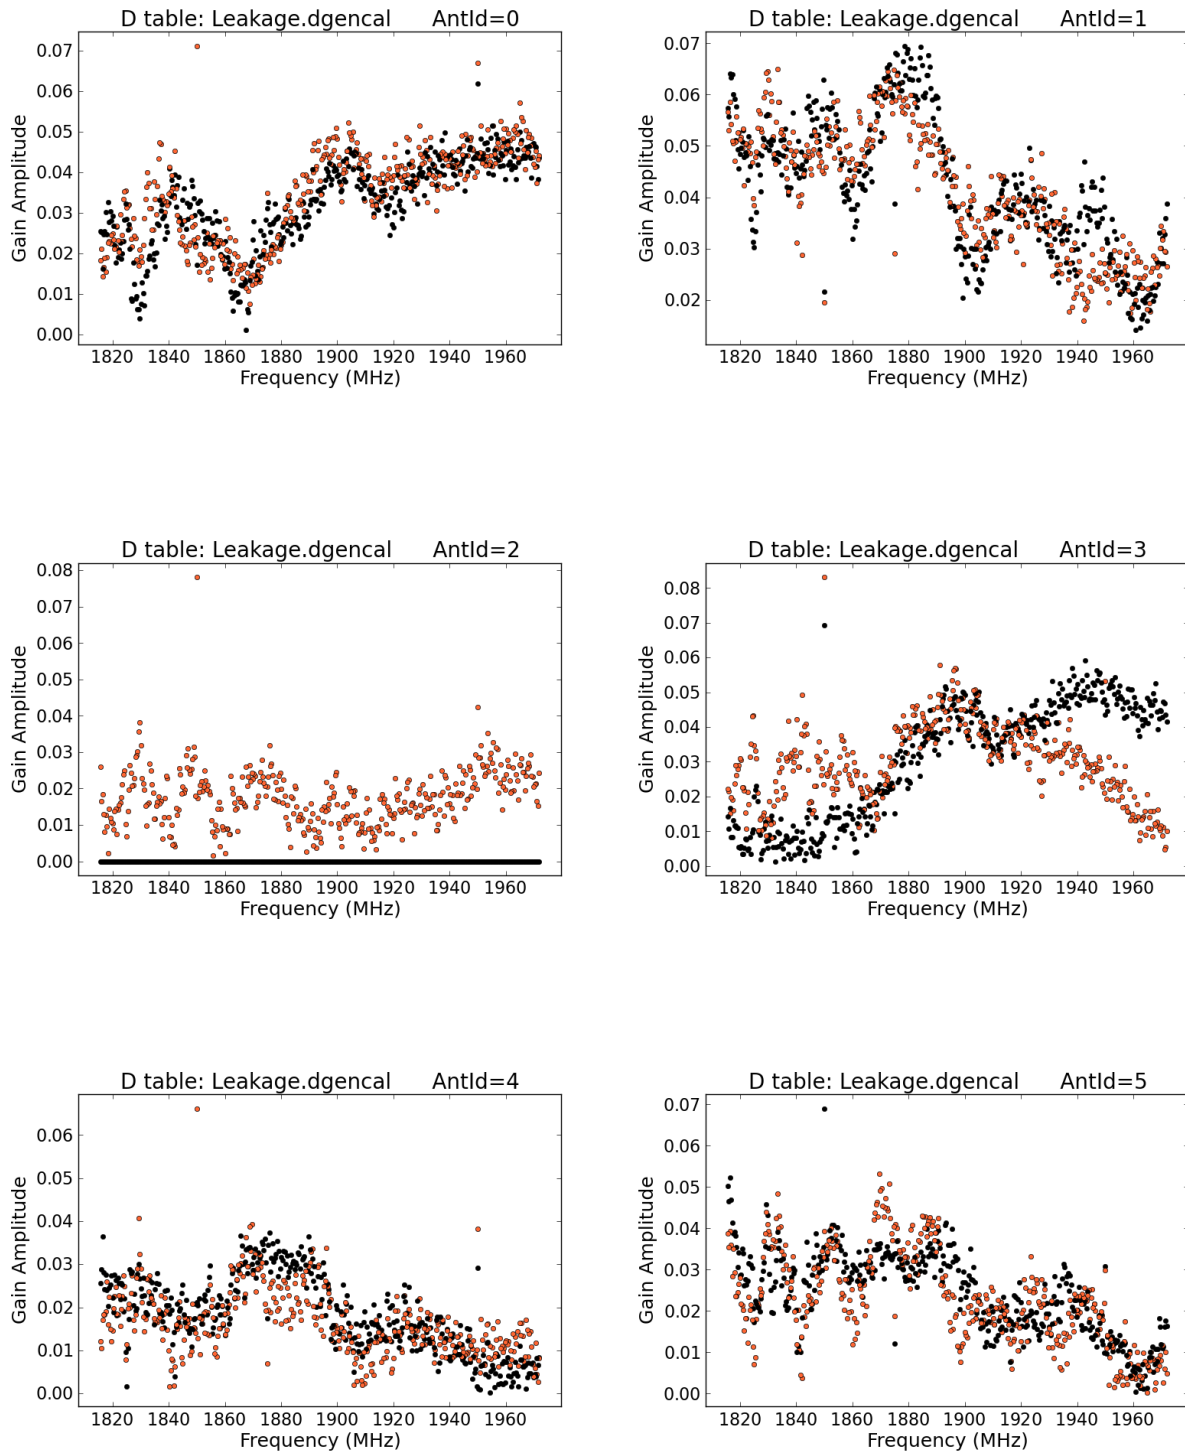 D table: Leakage.dgencal AntId=0
Gain Amplitude
0.07
0.06
0.05
0.04
0.03
0.02
0.01
0.00
1820 1840 1860 1880 1900 1920 1940 1960
Frequency (MHz)
D table: Leakage.dgencal AntId=1
Gain Amplitude
0.07
0.06
0.05
0.04
0.03
0.02
1820 1840 1860 1880 1900 1920 1940 1960
Frequency (MHz)
D table: Leakage.dgencal AntId=2
Gain Amplitude
0.08
0.07
0.06
0.05
0.04
0.03
0.02
0.01
0.00
1820 1840 1860 1880 1900 1920 1940 1960
Frequency (MHz)
D table: Leakage.dgencal AntId=3
Gain Amplitude
0.08
0.07
0.06
0.05
0.04
0.03
0.02
0.01
0.00
1820 1840 1860 1880 1900 1920 1940 1960
Frequency (MHz)
D table: Leakage.dgencal AntId=4
Gain Amplitude
0.06
0.05
0.04
0.03
0.02
0.01
0.00
1820 1840 1860 1880 1900 1920 1940 1960
Frequency (MHz)
D table: Leakage.dgencal AntId=5
Gain Amplitude
0.07
0.06
0.05
0.04
0.03
0.02
0.01
0.00
1820 1840 1860 1880 1900 1920 1940 1960
Frequency (MHz)